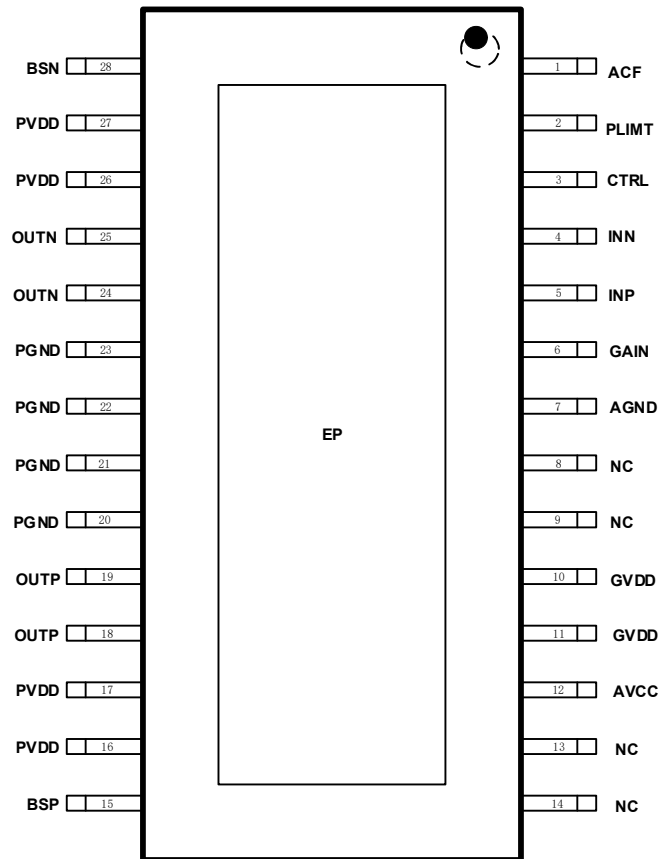 BSN 28 1 ACF
PVDD 27 2 PLIMT
PVDD 26 3 CTRL
OUTN 25 4 INN
OUTN 24 5 INP
PGND 23 6 GAIN
PGND 22 7 AGND
EP
PGND 21 8 NC
PGND 20 9 NC
OUTP 19 10 GVDD
OUTP 18 11 GVDD
PVDD 17 12 AVCC
PVDD 16 13 NC
BSP 15 14 NC